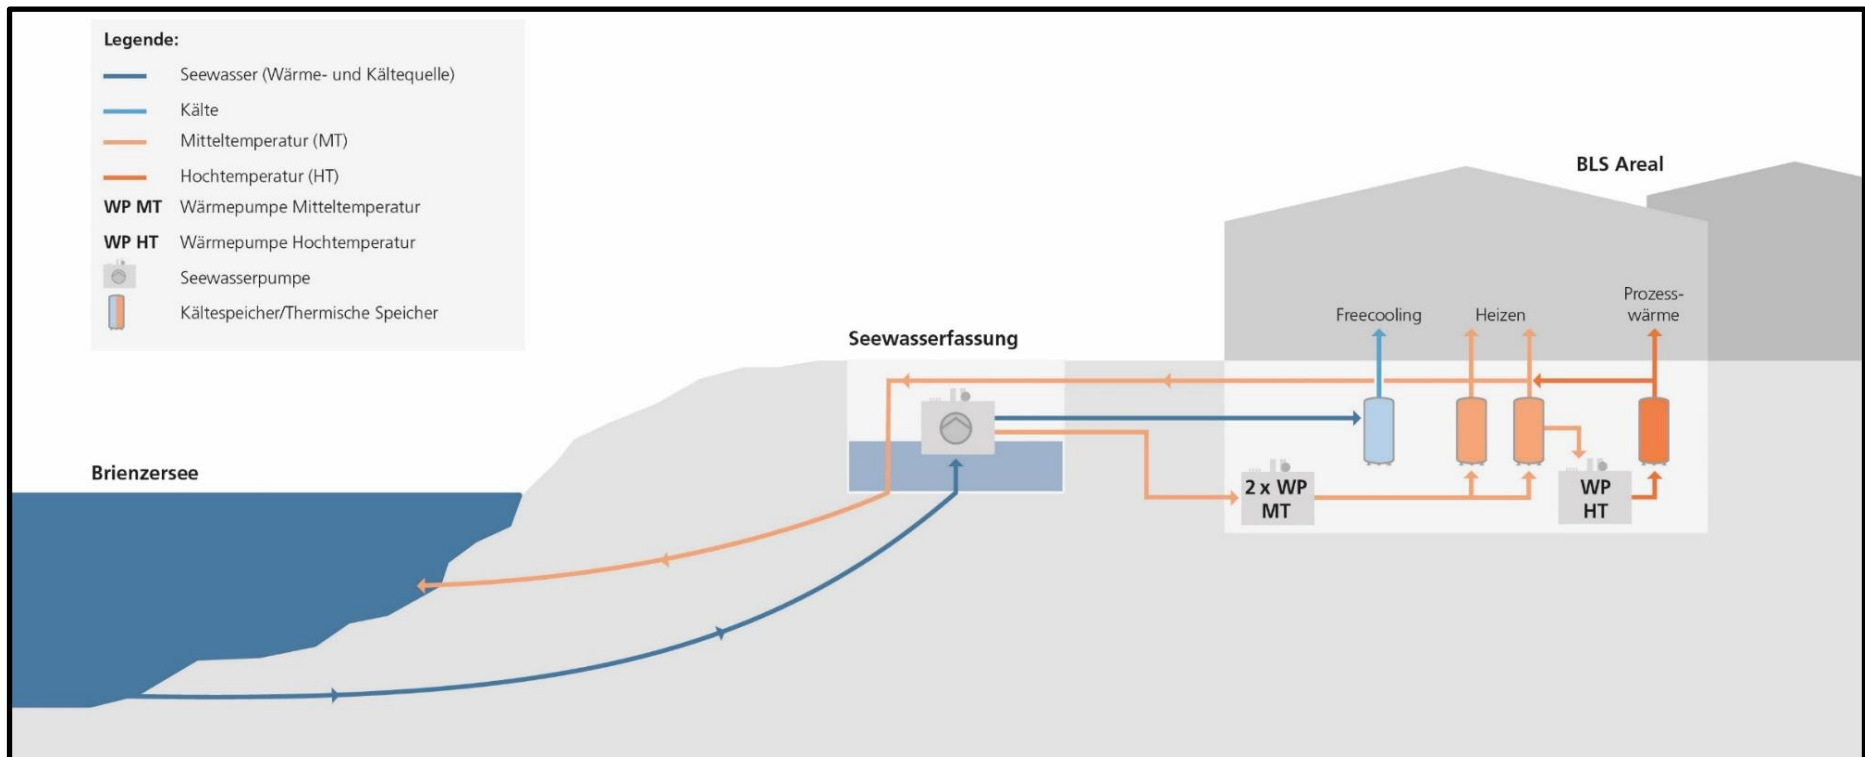 Legende:
Seewasser (Wärme- und Kältequelle)
Kälte
Mitteltemperatur (MT)
Hochtemperatur (HT)
WP MT Wärmepumpe Mitteltemperatur
WP HT Wärmepumpe Hochtemperatur
Seewasserpumpe
Kältespeicher/Thermische Speicher
BLS Areal
Prozess-
wärme
Freecooling
Heizen
Seewasserfassung
Brienzersee
2 x WP
MT
WP
HT